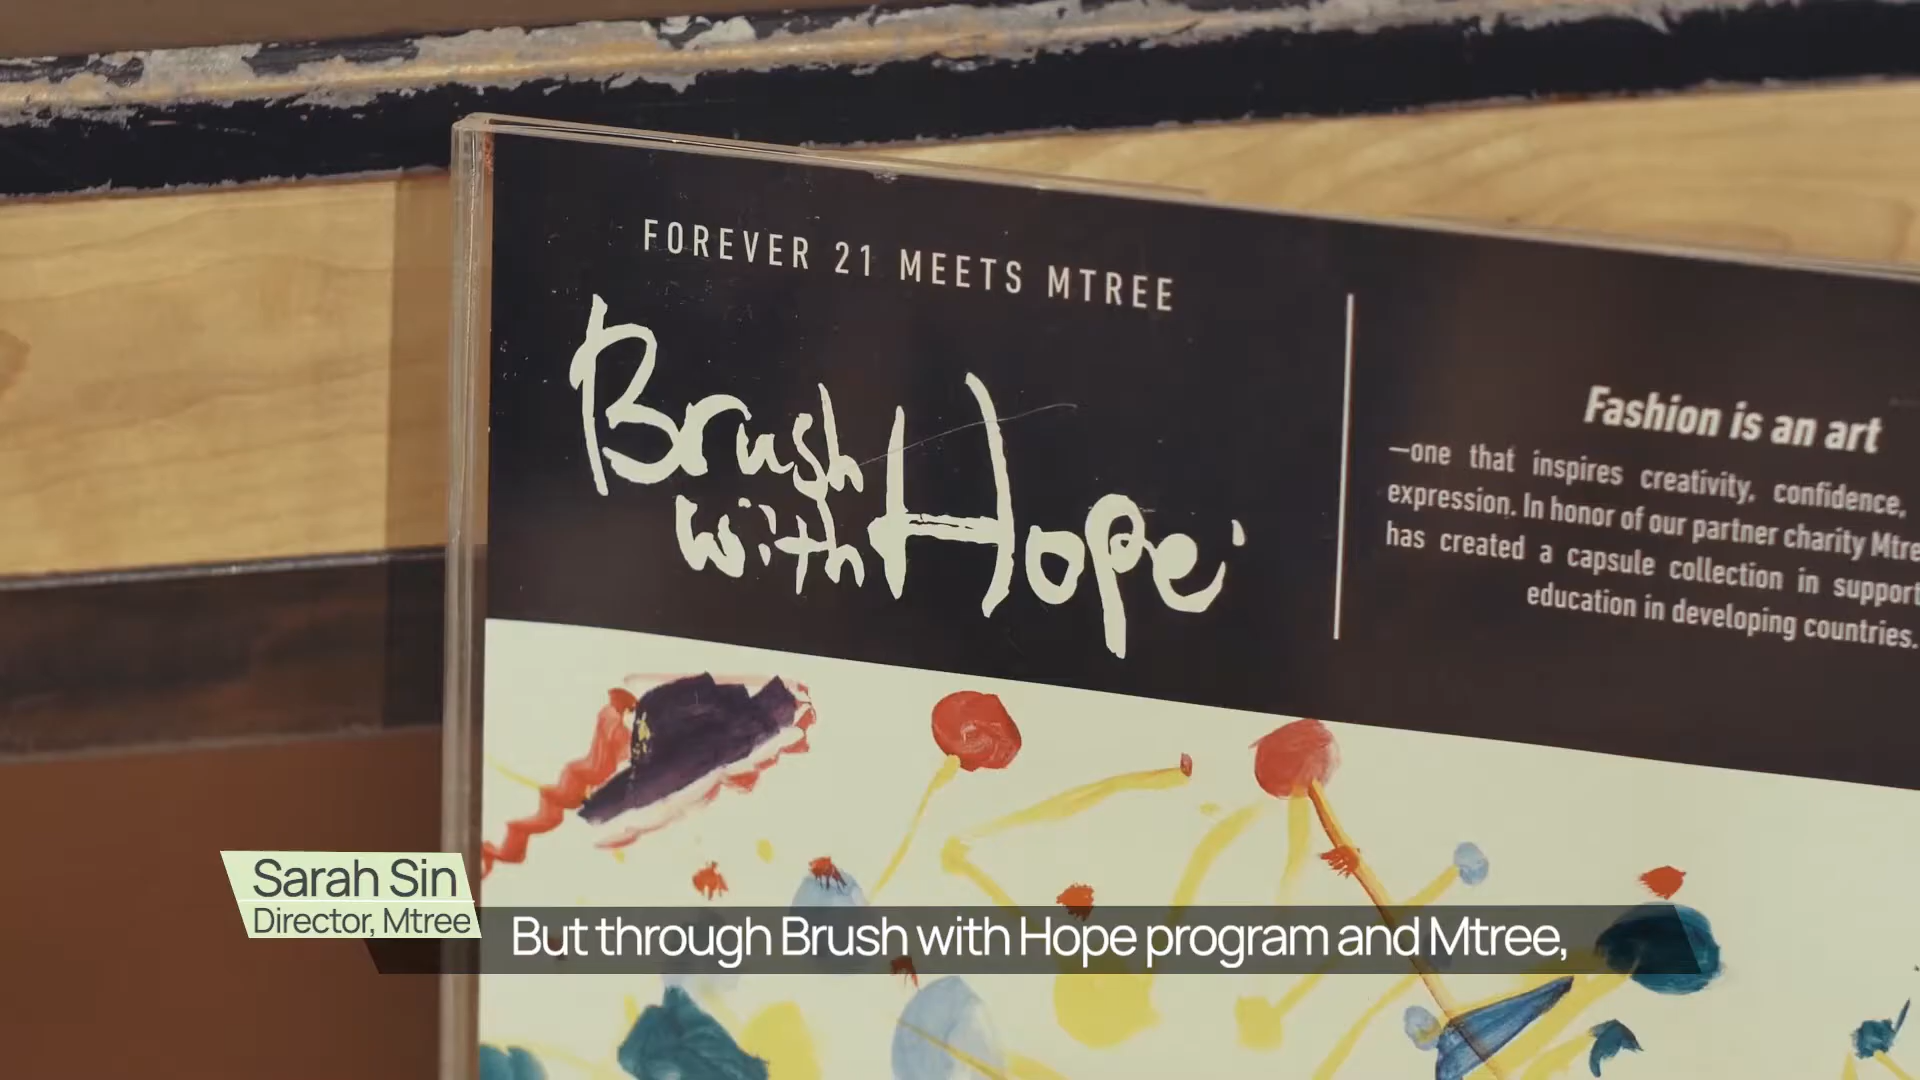 FOREVER 21 MEETS MTREE
Brush
with Hope
Fashion is an art
—one that inspires creativity, confidence,
expression. In honor of our partner charity
has created a capsule collection in support
education in developing countries.
Sarah Sin
Director, Mtree
But through Brush with Hope program and Mtree,